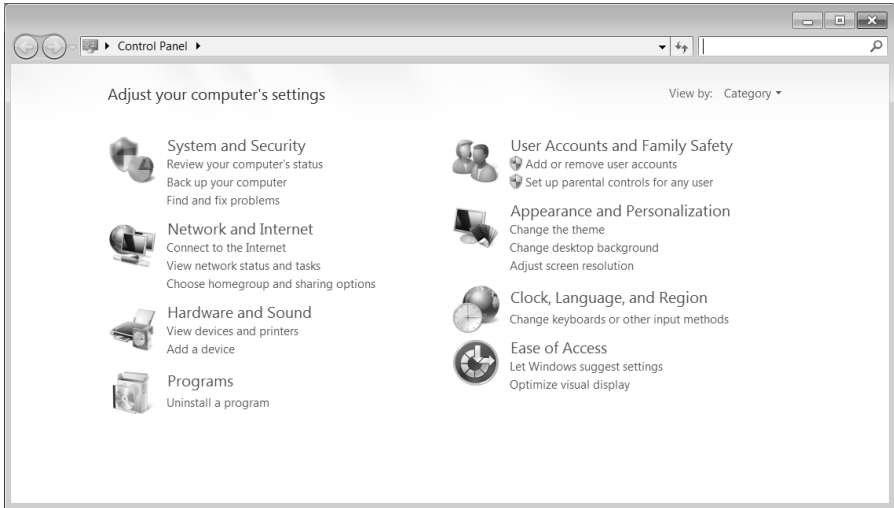 Control Panel
Adjust your computer's settings
View by: Category
System and Security
Review your computer's status
Back up your computer
Find and fix problems
Network and Internet
Connect to the Internet
View network status and tasks
Choose homegroup and sharing options
Hardware and Sound
View devices and printers
Add a device
Programs
Uninstall a program
User Accounts and Family Safety
Add or remove user accounts
Set up parental controls for any user
Appearance and Personalization
Change the theme
Change desktop background
Adjust screen resolution
Clock, Language, and Region
Change keyboards or other input methods
Ease of Access
Let Windows suggest settings
Optimize visual display